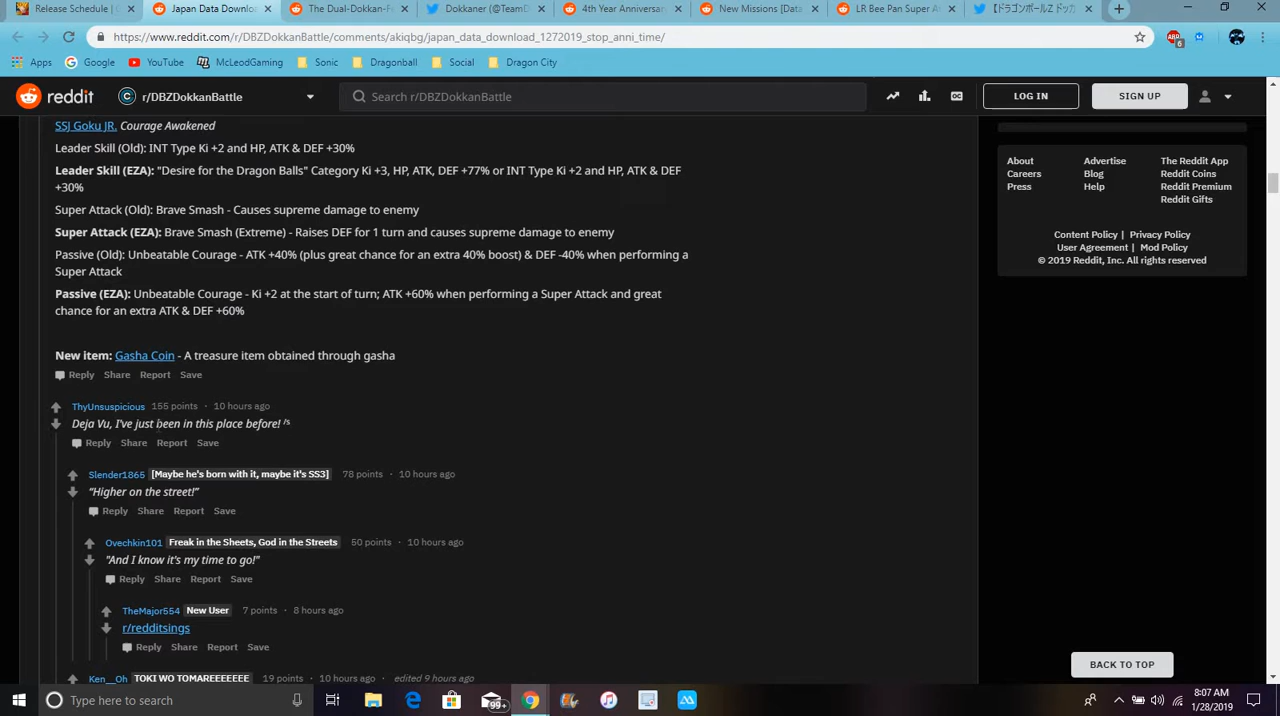 Release Schedule | G
Japan Data Downlo
The Dual-Dokkan-F
Dokkaner (@TeamD
4th Year Anniversar
New Missions [Data
LR Bee Pan Super At
【ドラゴンボールZ ドッカ
https://www.reddit.com/r/DBZDokkanBattle/comments/akiqbg/japan_data_download_1272019_stop_anni_time/
6
Apps Google YouTube McLeodGaming Sonic Dragonball Social Dragon City
reddit r/DBZDokkanBattle Search r/DBZDokkanBattle LOG IN SIGN UP
SSJ Goku JR. Courage Awakened
Leader Skill (Old): INT Type Ki +2 and HP, ATK & DEF +30%
Leader Skill (EZA): "Desire for the Dragon Balls" Category Ki +3, HP, ATK, DEF +77% or INT Type Ki +2 and HP, ATK & DEF
+30%
Super Attack (Old): Brave Smash - Causes supreme damage to enemy
Super Attack (EZA): Brave Smash (Extreme) - Raises DEF for 1 turn and causes supreme damage to enemy
Passive (Old): Unbeatable Courage - ATK +40% (plus great chance for an extra 40% boost) & DEF -40% when performing a
Super Attack
Passive (EZA): Unbeatable Courage - Ki +2 at the start of turn; ATK +60% when performing a Super Attack and great
chance for an extra ATK & DEF +60%
New item: Gasha Coin - A treasure item obtained through gasha
Reply Share Report Save
ThyUnsuspicious 155 points · 10 hours ago
Deja Vu, I've just been in this place before! /s
Reply Share Report Save
Slender1865 [Maybe he's born with it, maybe it's SS3] 78 points · 10 hours ago
"Higher on the street!"
Reply Share Report Save
Ovechkin101 Freak in the Sheets, God in the Streets 50 points · 10 hours ago
"And I know it's my time to go!"
Reply Share Report Save
TheMajor554 New User 7 points · 8 hours ago
r/redditsings
Reply Share Report Save
Ken__Oh TOKI WO TOMAREEEEEEE 19 points · 10 hours ago · edited 9 hours ago
About Advertise The Reddit App
Careers Blog Reddit Coins
Press Help Reddit Premium
Reddit Gifts
Content Policy | Privacy Policy
User Agreement | Mod Policy
© 2019 Reddit, Inc. All rights reserved
BACK TO TOP
Type here to search
99+
8:07 AM
1/28/2019